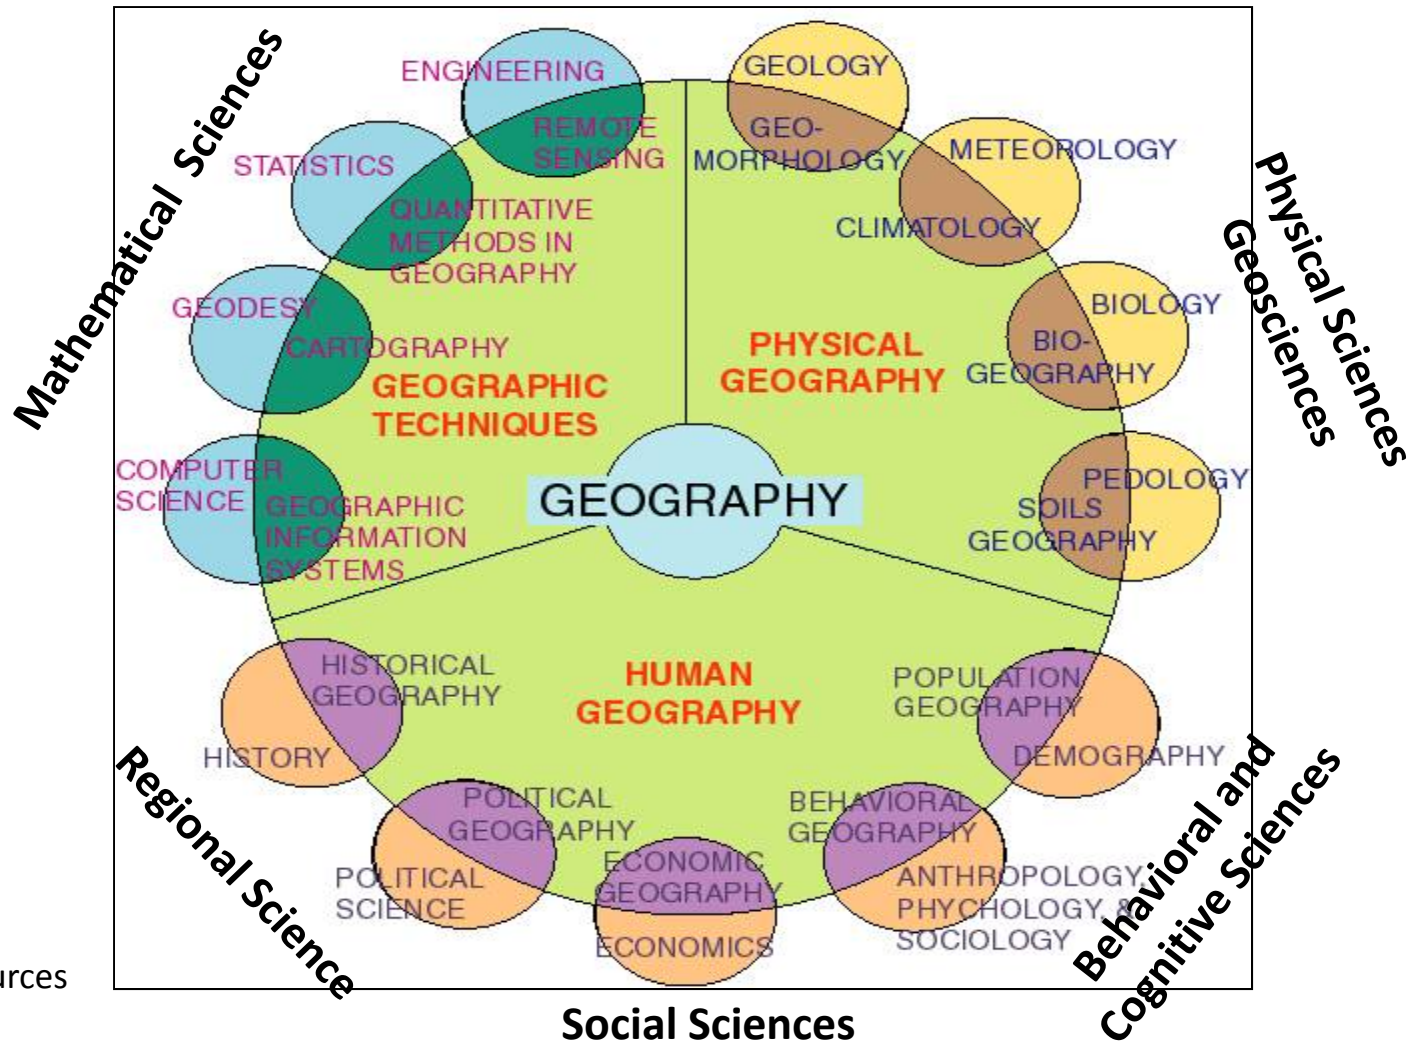 Mathematical Sciences
ENGINEERING
REMOTE
SENSING
STATISTICS
QUANTITATIVE
METHODS IN
GEOGRAPHY
GEODESY
CARTOGRAPHY
GEOGRAPHIC
TECHNIQUES
COMPUTER
SCIENCE
GEOGRAPHIC
INFORMATION
SYSTEMS
GEOLOGY
GEO-
MORPHOLOGY
METEOROLOGY
CLIMATOLOGY
BIOLOGY
BIO-
GEOGRAPHY
PHYSICAL
GEOGRAPHY
PEDOLOGY
SOILS
GEOGRAPHY
Physical Sciences
Geosciences
GEOGRAPHY
HUMAN
GEOGRAPHY
HISTORICAL
GEOGRAPHY
HISTORY
POLITICAL
GEOGRAPHY
POLITICAL
SCIENCE
ECONOMIC
GEOGRAPHY
ECONOMICS
BEHAVIORAL
GEOGRAPHY
ANTHROPOLOGY,
PHYCHOLOGY, &
SOCIOLOGY
POPULATION
GEOGRAPHY
DEMOGRAPHY
Regional Science
Behavioral and
Cognitive Sciences
Social Sciences